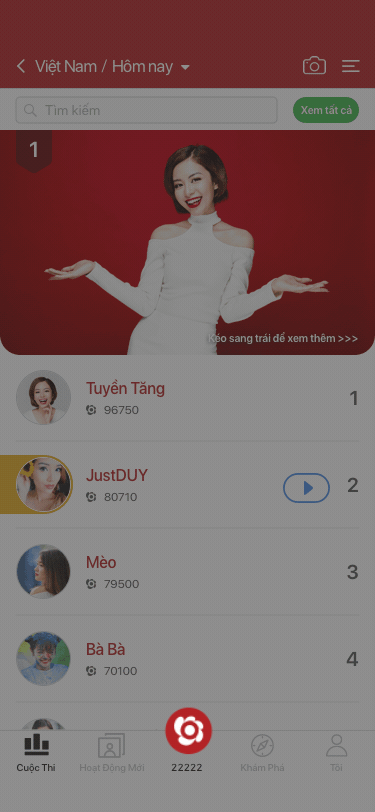 Việt Nam / Hôm nay
Tìm kiếm
Xem tất cả
1
Kéo sang trái để xem thêm >>>
Tuyền Tăng
96750
1
JustDUY
80710
2
Mèo
79500
3
Bà Bà
70100
4
Cuộc Thi
Hoạt Động Mới
22222
Khám Phá
Tôi